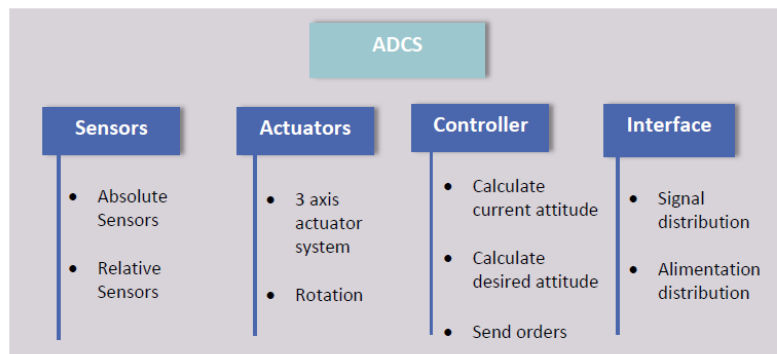 ADCS
Sensors
• Absolute
Sensors
• Relative
Sensors
Actuators
• 3 axis
actuator
system
• Rotation
Controller
• Calculate
current attitude
• Calculate
desired attitude
• Send orders
Interface
• Signal
distribution
• Alimentation
distribution